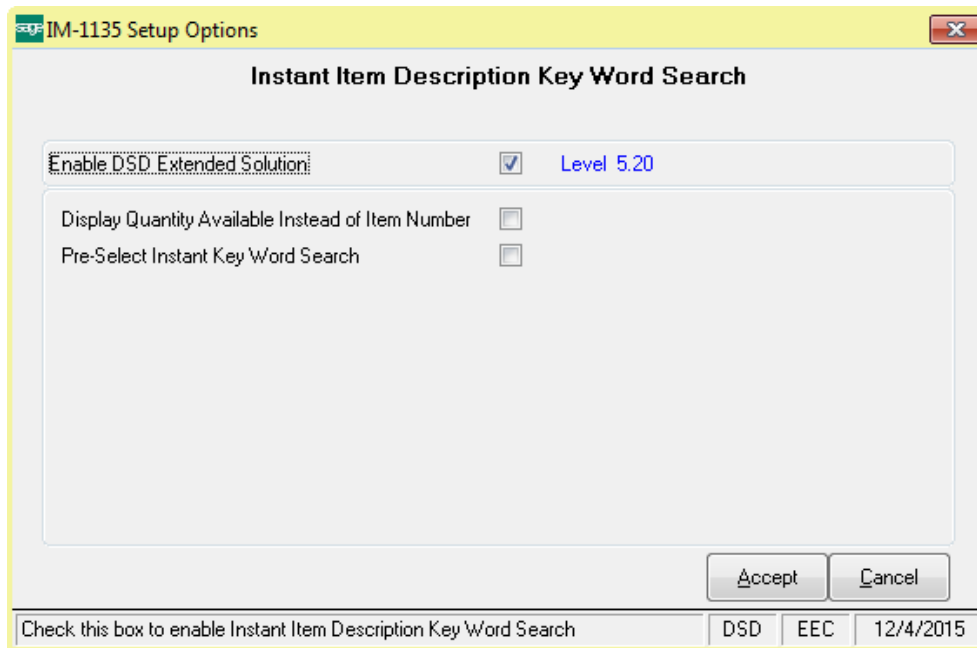 sage IM-1135 Setup Options
Instant Item Description Key Word Search
Enable DSD Extended Solution Level 5.20
Display Quantity Available Instead of Item Number
Pre-Select Instant Key Word Search
Accept Cancel
Check this box to enable Instant Item Description Key Word Search DSD EEC 12/4/2015